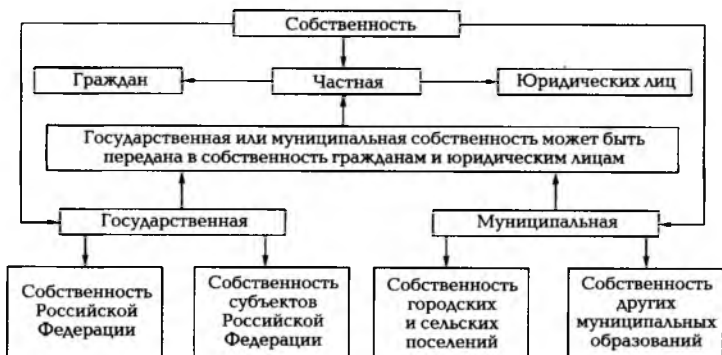 Собственность
Граждан
Частная
Юридических лиц
Государственная или муниципальная собственность может быть
передана в собственность гражданам и юридическим лицам
Государственная
Муниципальная
Собственность
Российской
Федерации
Собственность
субъектов
Российской
Федерации
Собственность
городских
и сельских
поселений
Собственность
других
муниципальных
образований